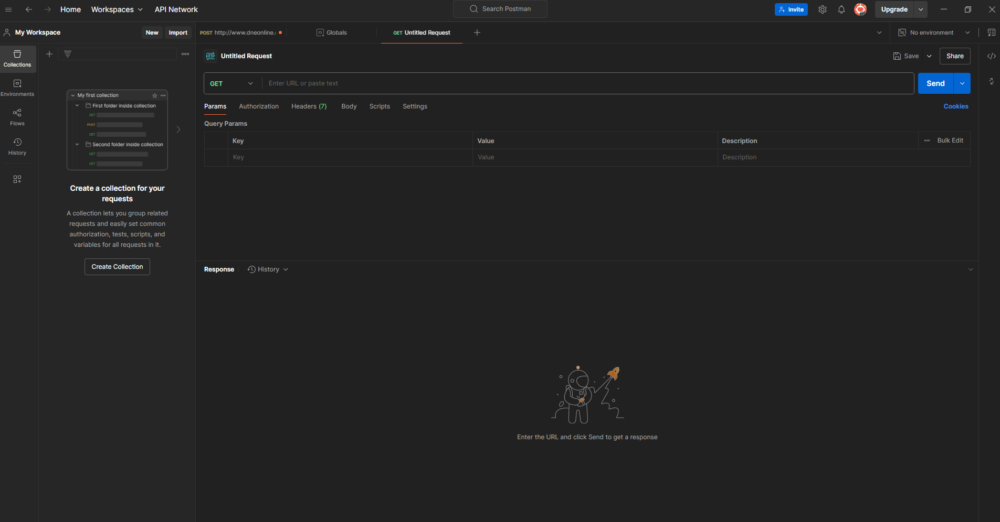 Home Workspaces API Network Search Postman Invite Upgrade
My Workspace New Import POST http://www.dneonline. Globals GET Untitled Request No environment
Collections
Environments
Flows
History
My first collection
First folder inside collection
GET
POST
GET
Second folder inside collection
GET
GET
Create a collection for your
requests
A collection lets you group related
requests and easily set common
authorization, tests, scripts, and
variables for all requests in it.
Create Collection
HTTP Untitled Request Save Share
GET Enter URL or paste text Send
Params Authorization Headers (7) Body Scripts Settings Cookies
Query Params
Key Value Description Bulk Edit
Key Value Description
Response History
Enter the URL and click Send to get a response